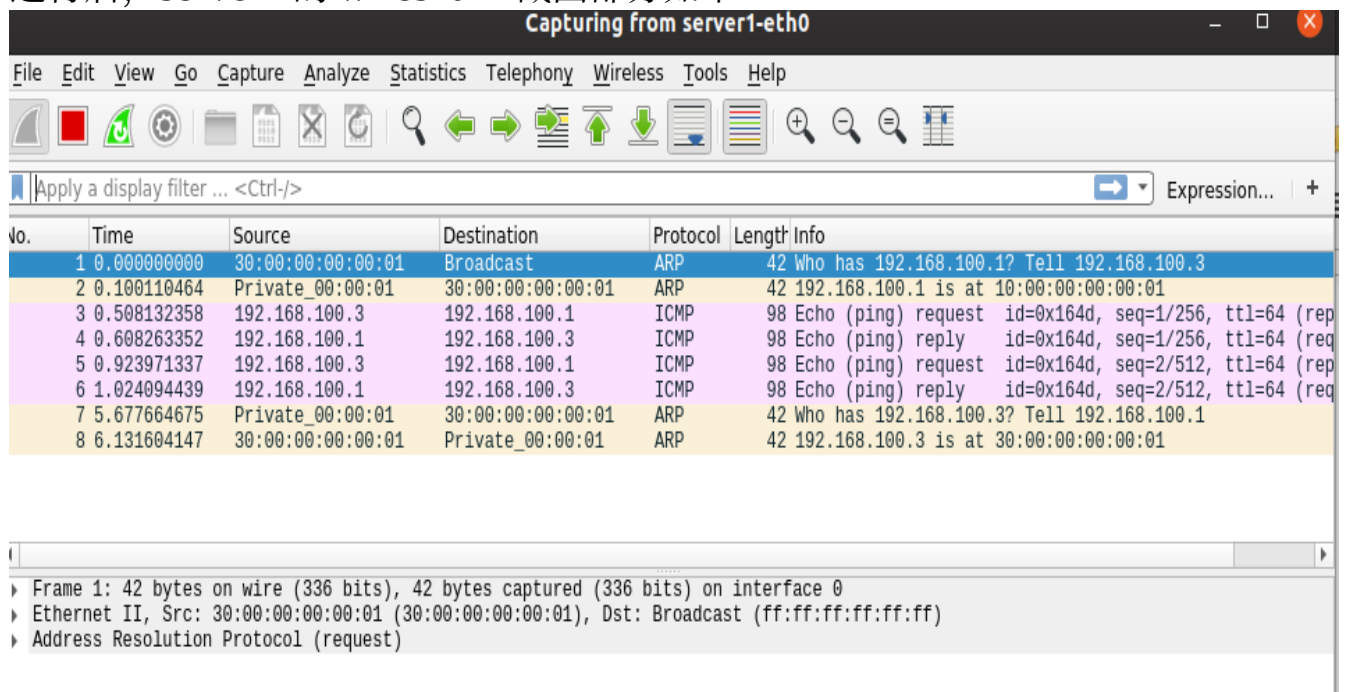 Capturing from server1-eth0
File Edit View Go Capture Analyze Statistics Telephony Wireless Tools Help
Apply a display filter ... <Ctrl-/> Expression... +
No. Time Source Destination Protocol Length Info
1 0.000000000 30:00:00:00:00:01 Broadcast ARP 42 Who has 192.168.100.1? Tell 192.168.100.3
2 0.100110464 Private_00:00:01 30:00:00:00:00:01 ARP 42 192.168.100.1 is at 10:00:00:00:00:01
3 0.508132358 192.168.100.3 192.168.100.1 ICMP 98 Echo (ping) request id=0x164d, seq=1/256, ttl=64 (rep
4 0.608263352 192.168.100.1 192.168.100.3 ICMP 98 Echo (ping) reply id=0x164d, seq=1/256, ttl=64 (req
5 0.923971337 192.168.100.3 192.168.100.1 ICMP 98 Echo (ping) request id=0x164d, seq=2/512, ttl=64 (rep
6 1.024094439 192.168.100.1 192.168.100.3 ICMP 98 Echo (ping) reply id=0x164d, seq=2/512, ttl=64 (req
7 5.677664675 Private_00:00:01 30:00:00:00:00:01 ARP 42 Who has 192.168.100.3? Tell 192.168.100.1
8 6.131604147 30:00:00:00:00:01 Private_00:00:01 ARP 42 192.168.100.3 is at 30:00:00:00:00:01
Frame 1: 42 bytes on wire (336 bits), 42 bytes captured (336 bits) on interface 0
Ethernet II, Src: 30:00:00:00:00:01 (30:00:00:00:00:01), Dst: Broadcast (ff:ff:ff:ff:ff:ff)
Address Resolution Protocol (request)